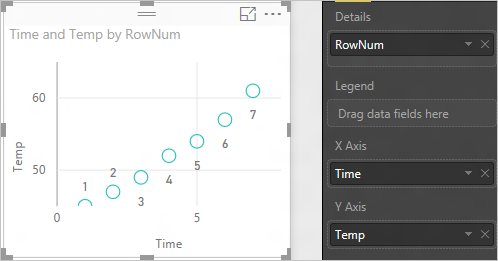 Time and Temp by RowNum
60
50
Temp
1
2
3
4
5
6
7
0
5
Time
Details
RowNum
Legend
Drag data fields here
X Axis
Time
Y Axis
Temp